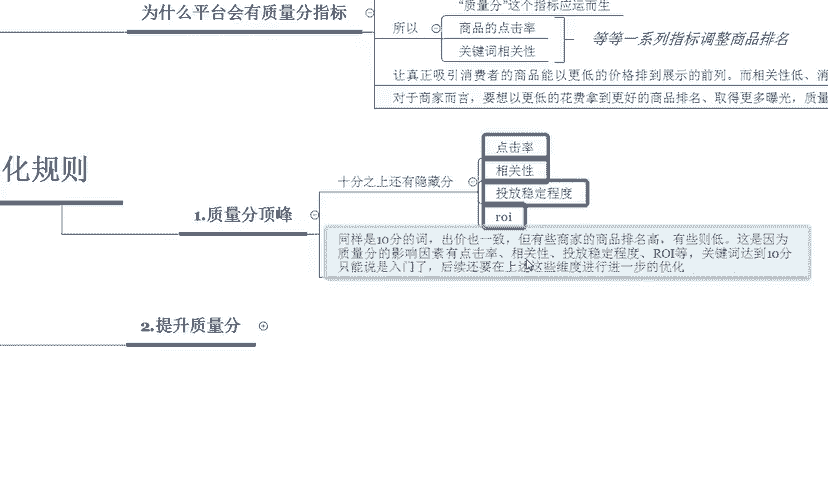 "质量分"这个指标应运而生
为什么平台会有质量分指标
所以
商品的点击率
关键词相关性
等等一系列指标调整商品排名
让真正吸引消费者的商品能以更低的价格排到展示的前列。而相关性低、消
对于商家而言，要想以更低的花费拿到更好的商品排名、取得更多曝光，质量
化规则
1.质量分顶峰
十分之上还有隐藏分
点击率
相关性
投放稳定程度
roi
同样是10分的词，出价也一致，但有些商家的商品排名高，有些则低。这是因为
质量分的影响因素有点击率、相关性、投放稳定程度、ROI等，关键词达到10分
只能说是入门了，后续还要在上述这些维度进行进一步的优化
2.提升质量分